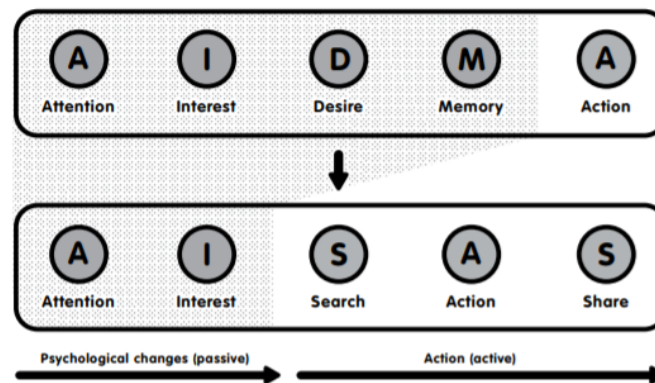 A I D M A
Attention Interest Desire Memory Action
A I S A S
Attention Interest Search Action Share
Psychological changes (passive) Action (active)